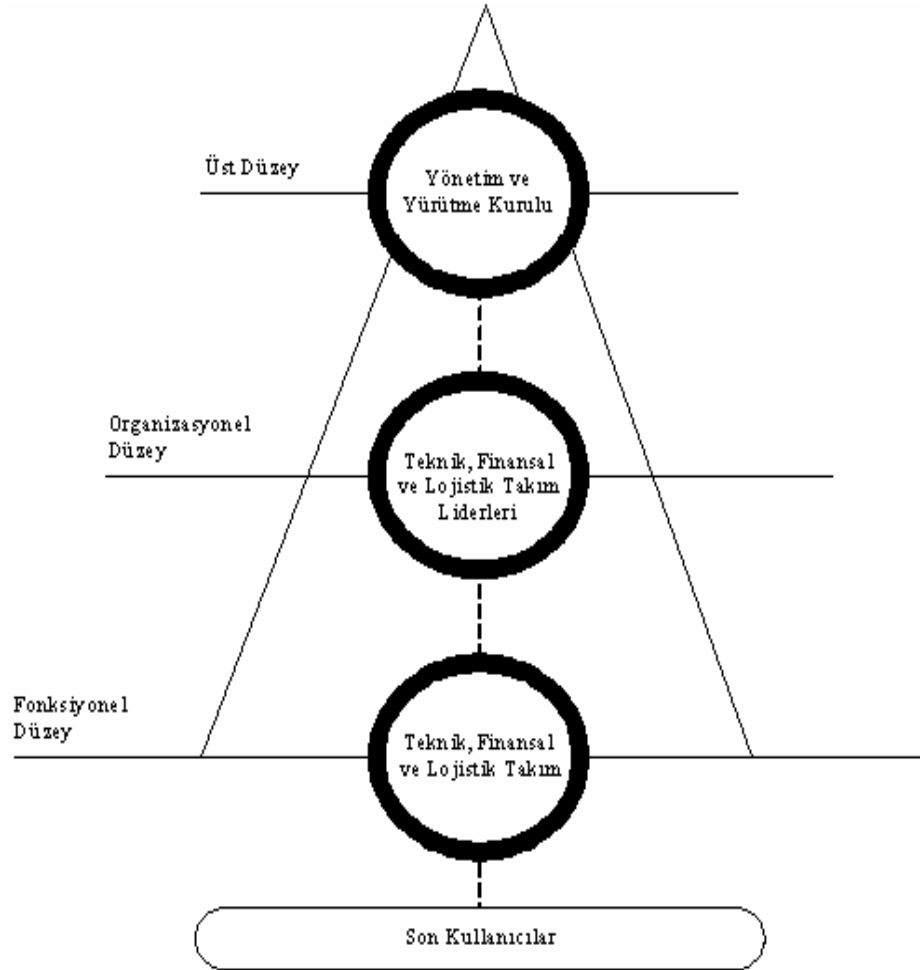 Üst Düzey
Yönetim ve
Yürütme Kurulu
Organizasyonel
Düzey
Teknik, Finansal
ve Lojistik Takım
Liderleri
Fonksiyonel
Düzey
Teknik, Finansal
ve Lojistik Takım
Son Kullanıcılar